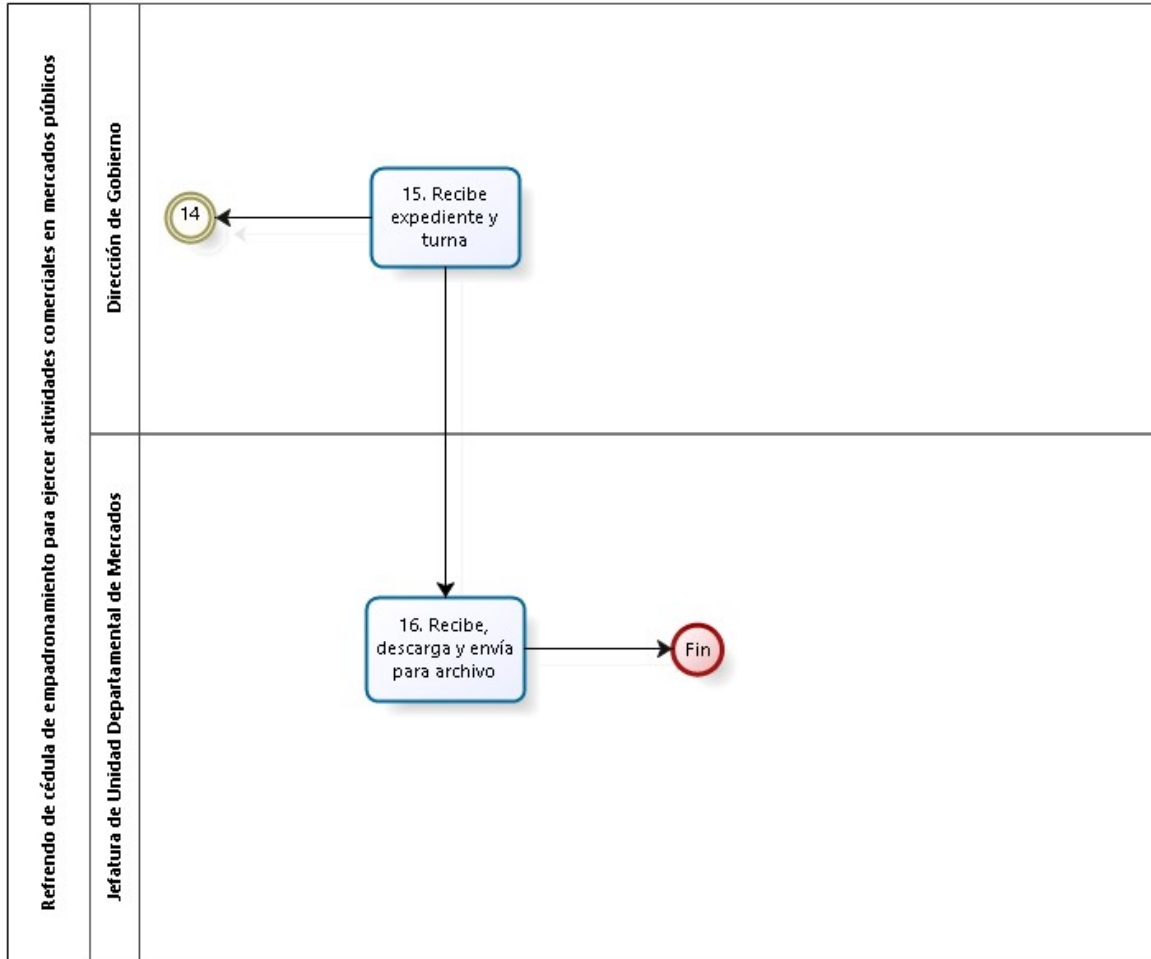 Refrendo de cédula de empadronamiento para ejercer actividades comerciales en mercados públicos
Dirección de Gobierno
14
15. Recibe
expediente y
turna
Jefatura de Unidad Departamental de Mercados
16. Recibe,
descarga y envía
para archivo
Fin